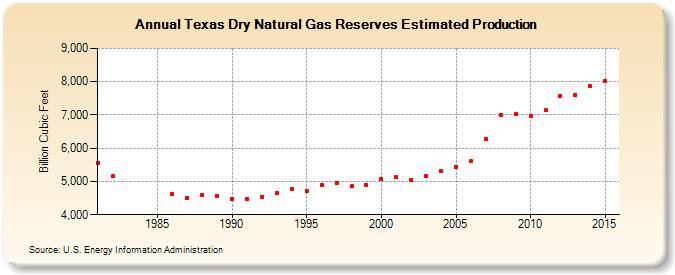 Annual Texas Dry Natural Gas Reserves Estimated Production
Billion Cubic Feet
9,000
8,000
7,000
6,000
5,000
4,000
1985 1990 1995 2000 2005 2010 2015
Source: U.S. Energy Information Administration